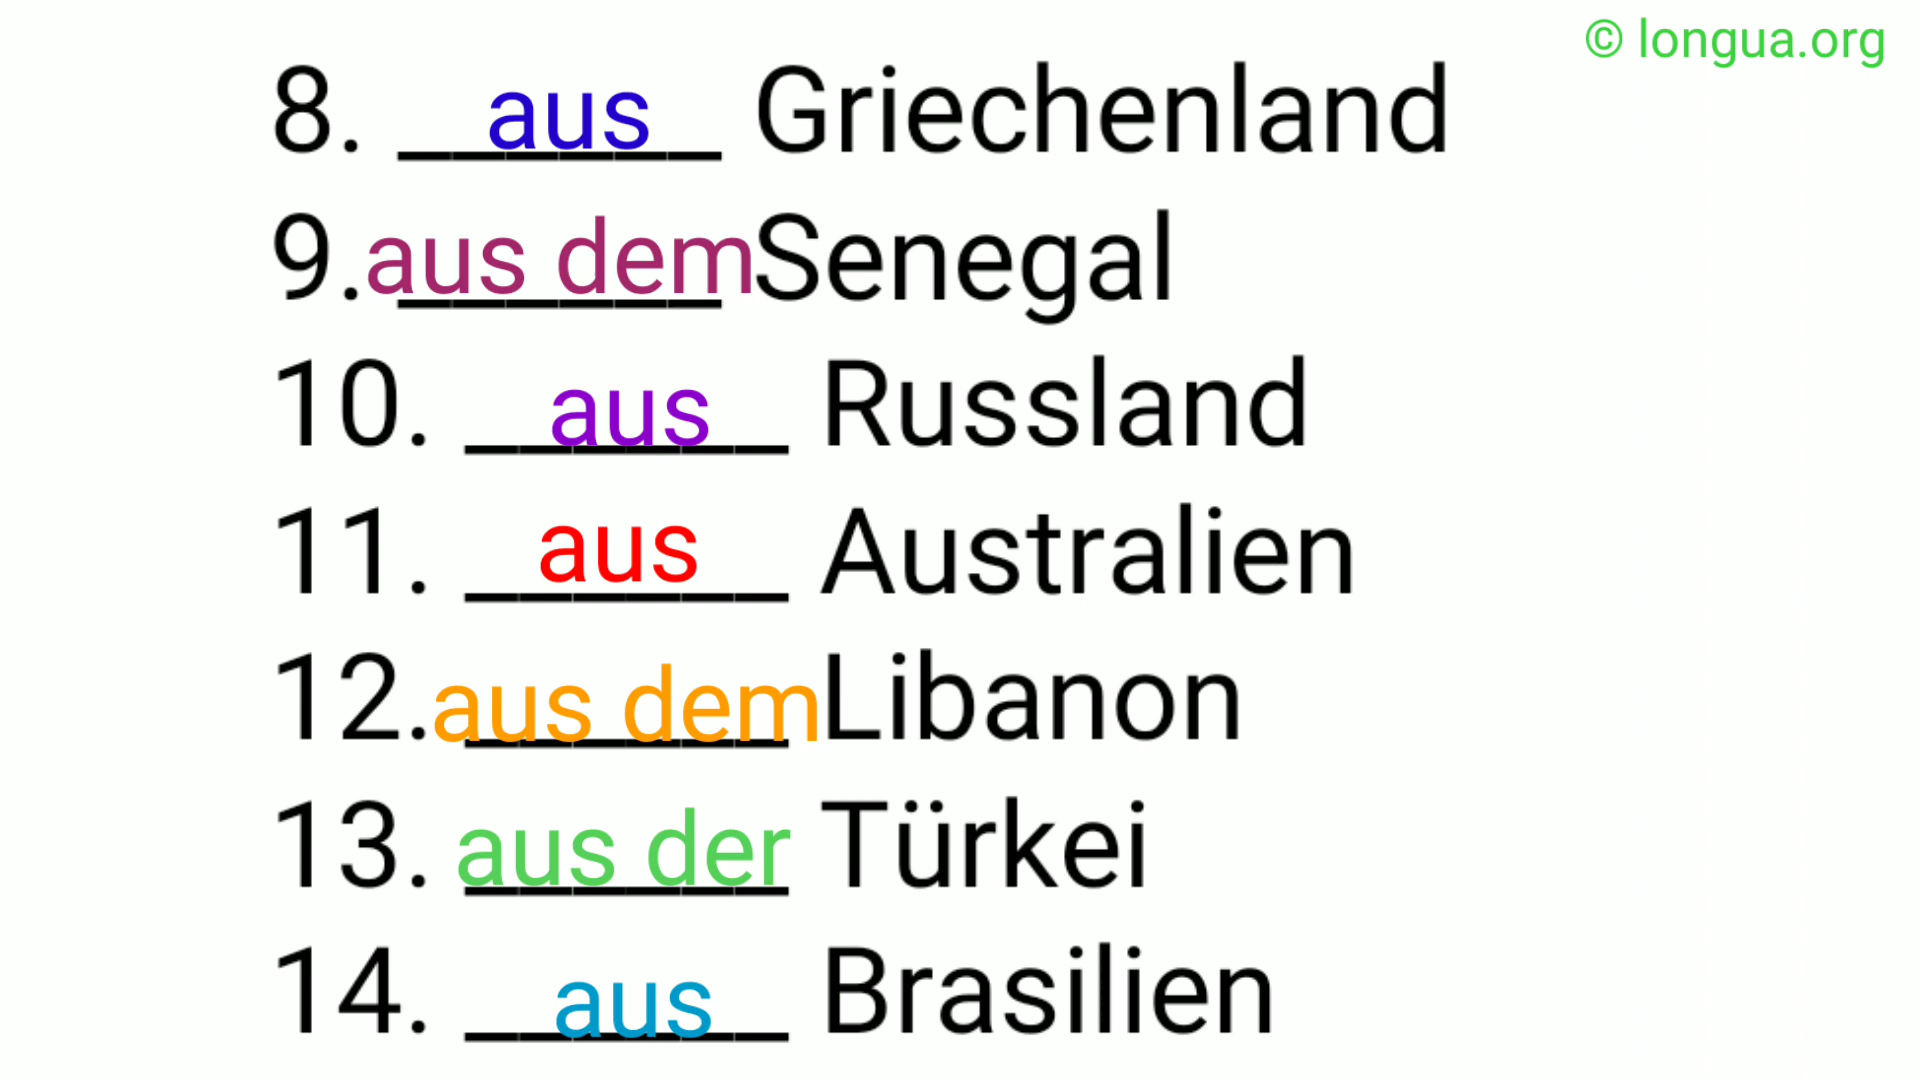 © longua.org
8. aus Griechenland
9. aus dem Senegal
10. aus Russland
11. aus Australien
12. aus dem Libanon
13. aus der Türkei
14. aus Brasilien